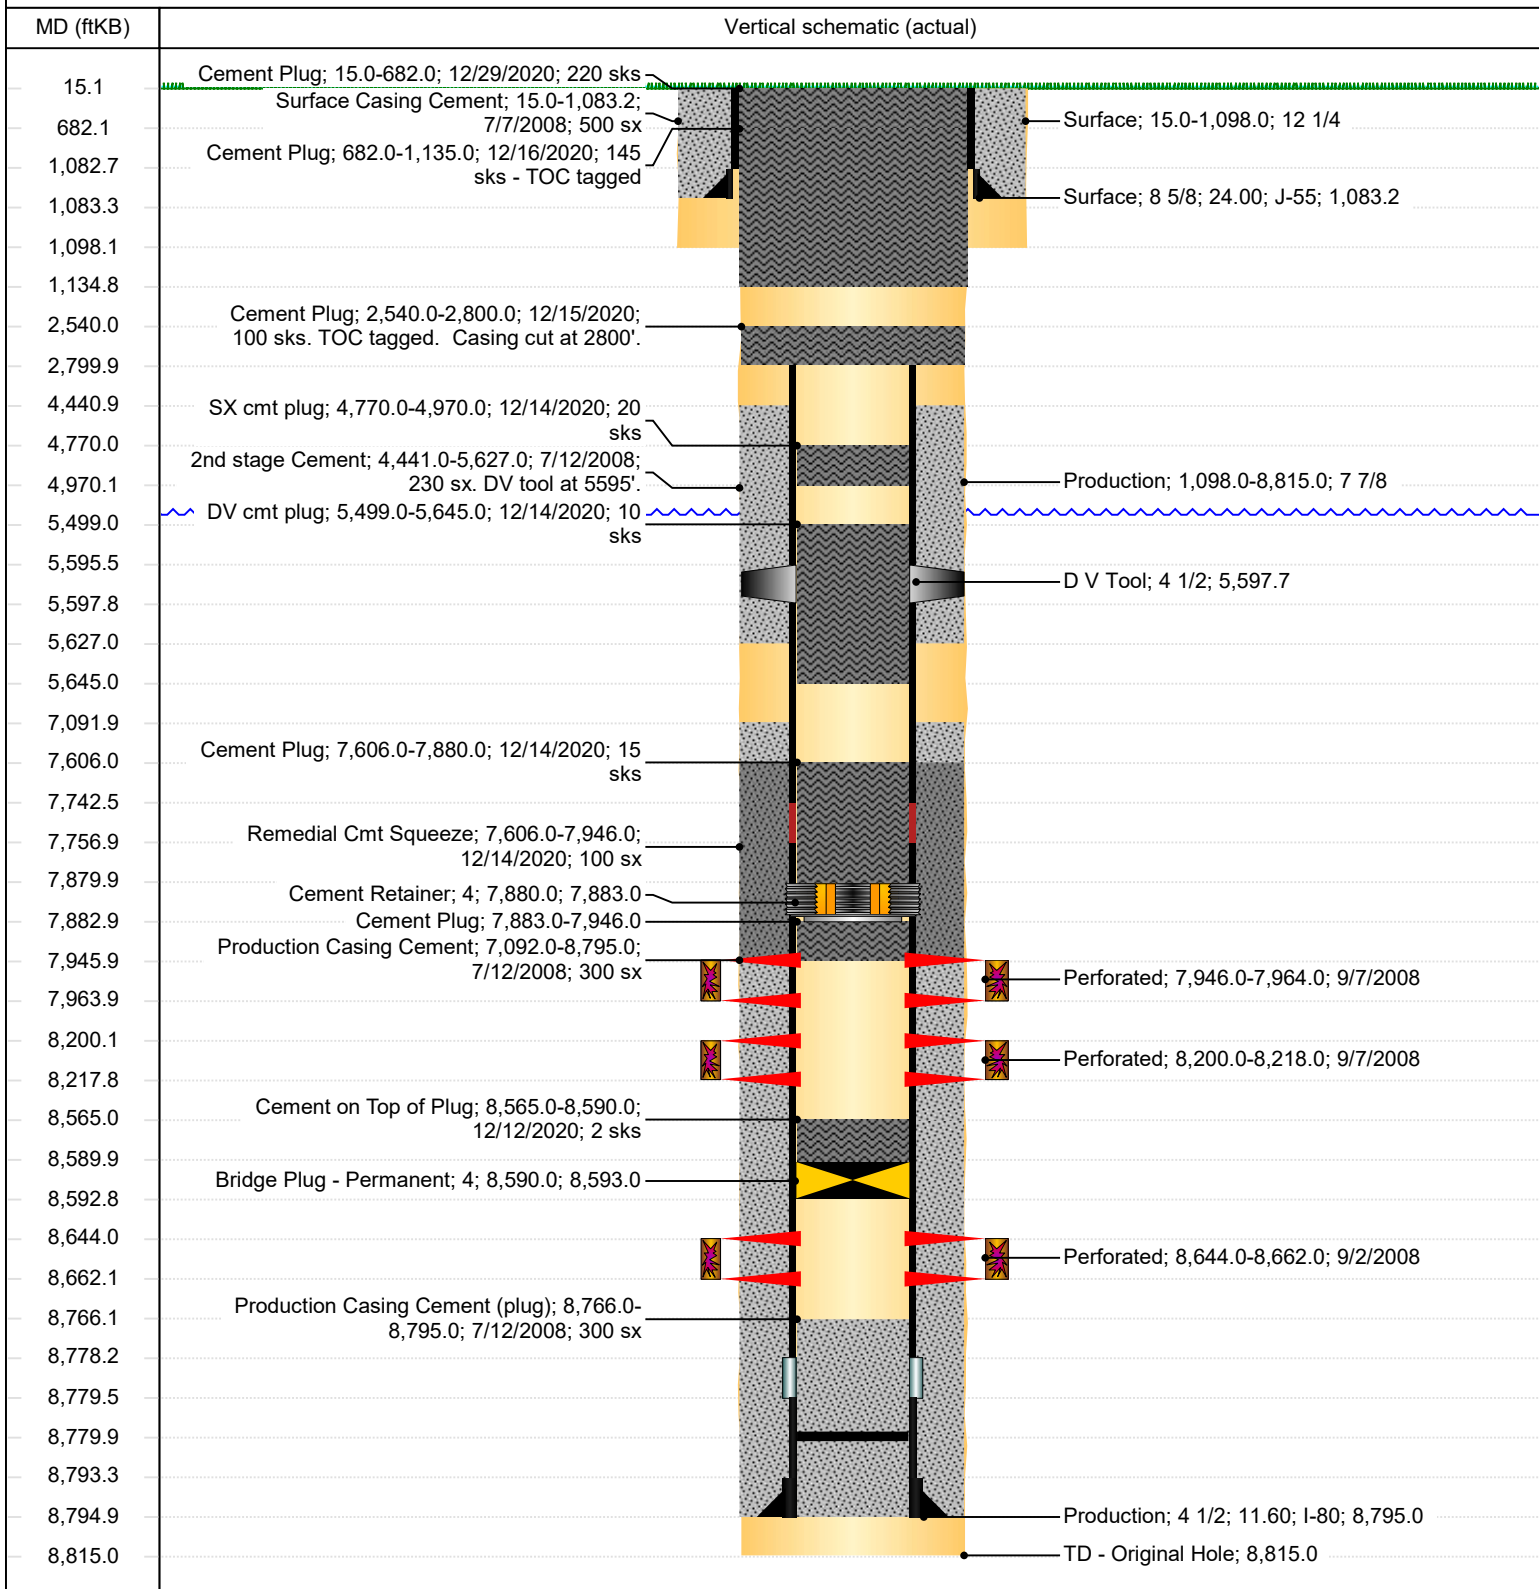 MD (ftKB)
Vertical schematic (actual)
15.1
682.1
1,082.7
1,083.3
1,098.1
1,134.8
2,540.0
2,799.9
4,440.9
4,770.0
4,970.1
5,499.0
5,595.5
5,597.8
5,627.0
5,645.0
7,091.9
7,606.0
7,742.5
7,756.9
7,879.9
7,882.9
7,945.9
7,963.9
8,200.1
8,217.8
8,565.0
8,589.9
8,592.8
8,644.0
8,662.1
8,766.1
8,778.2
8,779.5
8,779.9
8,793.3
8,794.9
8,815.0
Cement Plug; 15.0-682.0; 12/29/2020; 220 sks
Surface Casing Cement; 15.0-1,083.2;
7/7/2008; 500 sx
Cement Plug; 682.0-1,135.0; 12/16/2020; 145
sks - TOC tagged
Cement Plug; 2,540.0-2,800.0; 12/15/2020;
100 sks. TOC tagged.  Casing cut at 2800'.
SX cmt plug; 4,770.0-4,970.0; 12/14/2020; 20
sks
2nd stage Cement; 4,441.0-5,627.0; 7/12/2008;
230 sx. DV tool at 5595'.
DV cmt plug; 5,499.0-5,645.0; 12/14/2020; 10
sks
Cement Plug; 7,606.0-7,880.0; 12/14/2020; 15
sks
Remedial Cmt Squeeze; 7,606.0-7,946.0;
12/14/2020; 100 sx
Cement Retainer; 4; 7,880.0; 7,883.0
Cement Plug; 7,883.0-7,946.0
Production Casing Cement; 7,092.0-8,795.0;
7/12/2008; 300 sx
Cement on Top of Plug; 8,565.0-8,590.0;
12/12/2020; 2 sks
Bridge Plug - Permanent; 4; 8,590.0; 8,593.0
Production Casing Cement (plug); 8,766.0-
8,795.0; 7/12/2008; 300 sx
Surface; 15.0-1,098.0; 12 1/4
Surface; 8 5/8; 24.00; J-55; 1,083.2
Production; 1,098.0-8,815.0; 7 7/8
D V Tool; 4 1/2; 5,597.7
Perforated; 7,946.0-7,964.0; 9/7/2008
Perforated; 8,200.0-8,218.0; 9/7/2008
Perforated; 8,644.0-8,662.0; 9/2/2008
Production; 4 1/2; 11.60; I-80; 8,795.0
TD - Original Hole; 8,815.0